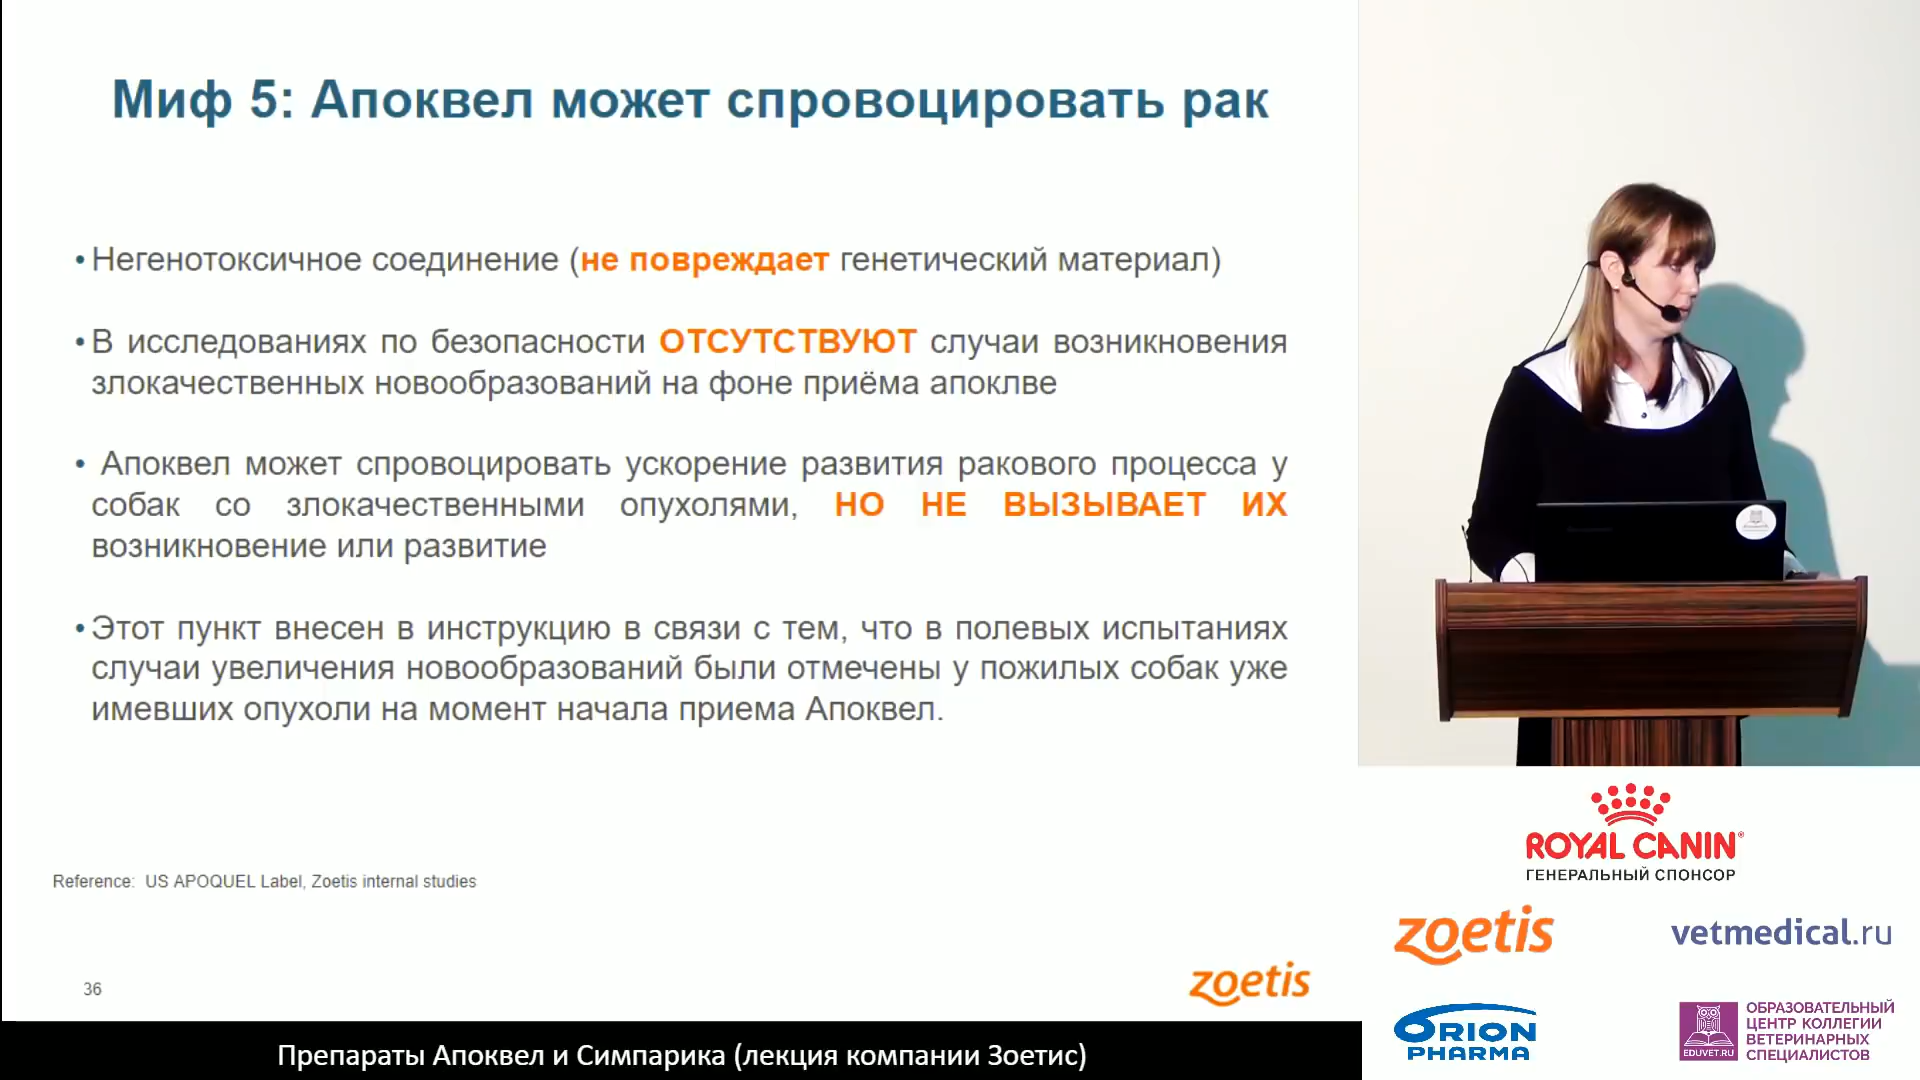 Миф 5: Апоквел может спровоцировать рак
• Негенотоксичное соединение (не повреждает генетический материал)
• В исследованиях по безопасности ОТСУТСТВУЮТ случаи возникновения
злокачественных новообразований на фоне приёма апоклве
• Апоквел может спровоцировать ускорение развития ракового процесса у
собак со злокачественными опухолями, НО НЕ ВЫЗЫВАЕТ ИХ
возникновение или развитие
• Этот пункт внесен в инструкцию в связи с тем, что в полевых испытаниях
случаи увеличения новообразований были отмечены у пожилых собак уже
имевших опухоли на момент начала приема Апоквел.
Reference: US APOQUEL Label, Zoetis internal studies
36
zoetis
Препараты Апоквел и Симпарика (лекция компании Зоетис)
ROYAL CANIN
ГЕНЕРАЛЬНЫЙ СПОНСОР
zoetis
vetmedical.ru
ORION
PHARMA
EDUVET.RU
ОБРАЗОВАТЕЛЬНЫЙ
ЦЕНТР КОЛЛЕГИИ
ВЕТЕРИНАРНЫХ
СПЕЦИАЛИСТОВ